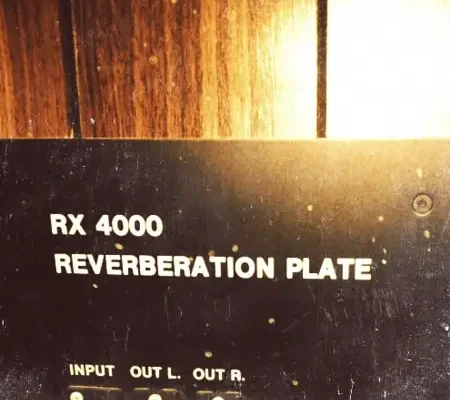 RX 4000
REVERBERATION PLATE
INPUT OUT L. OUT R.